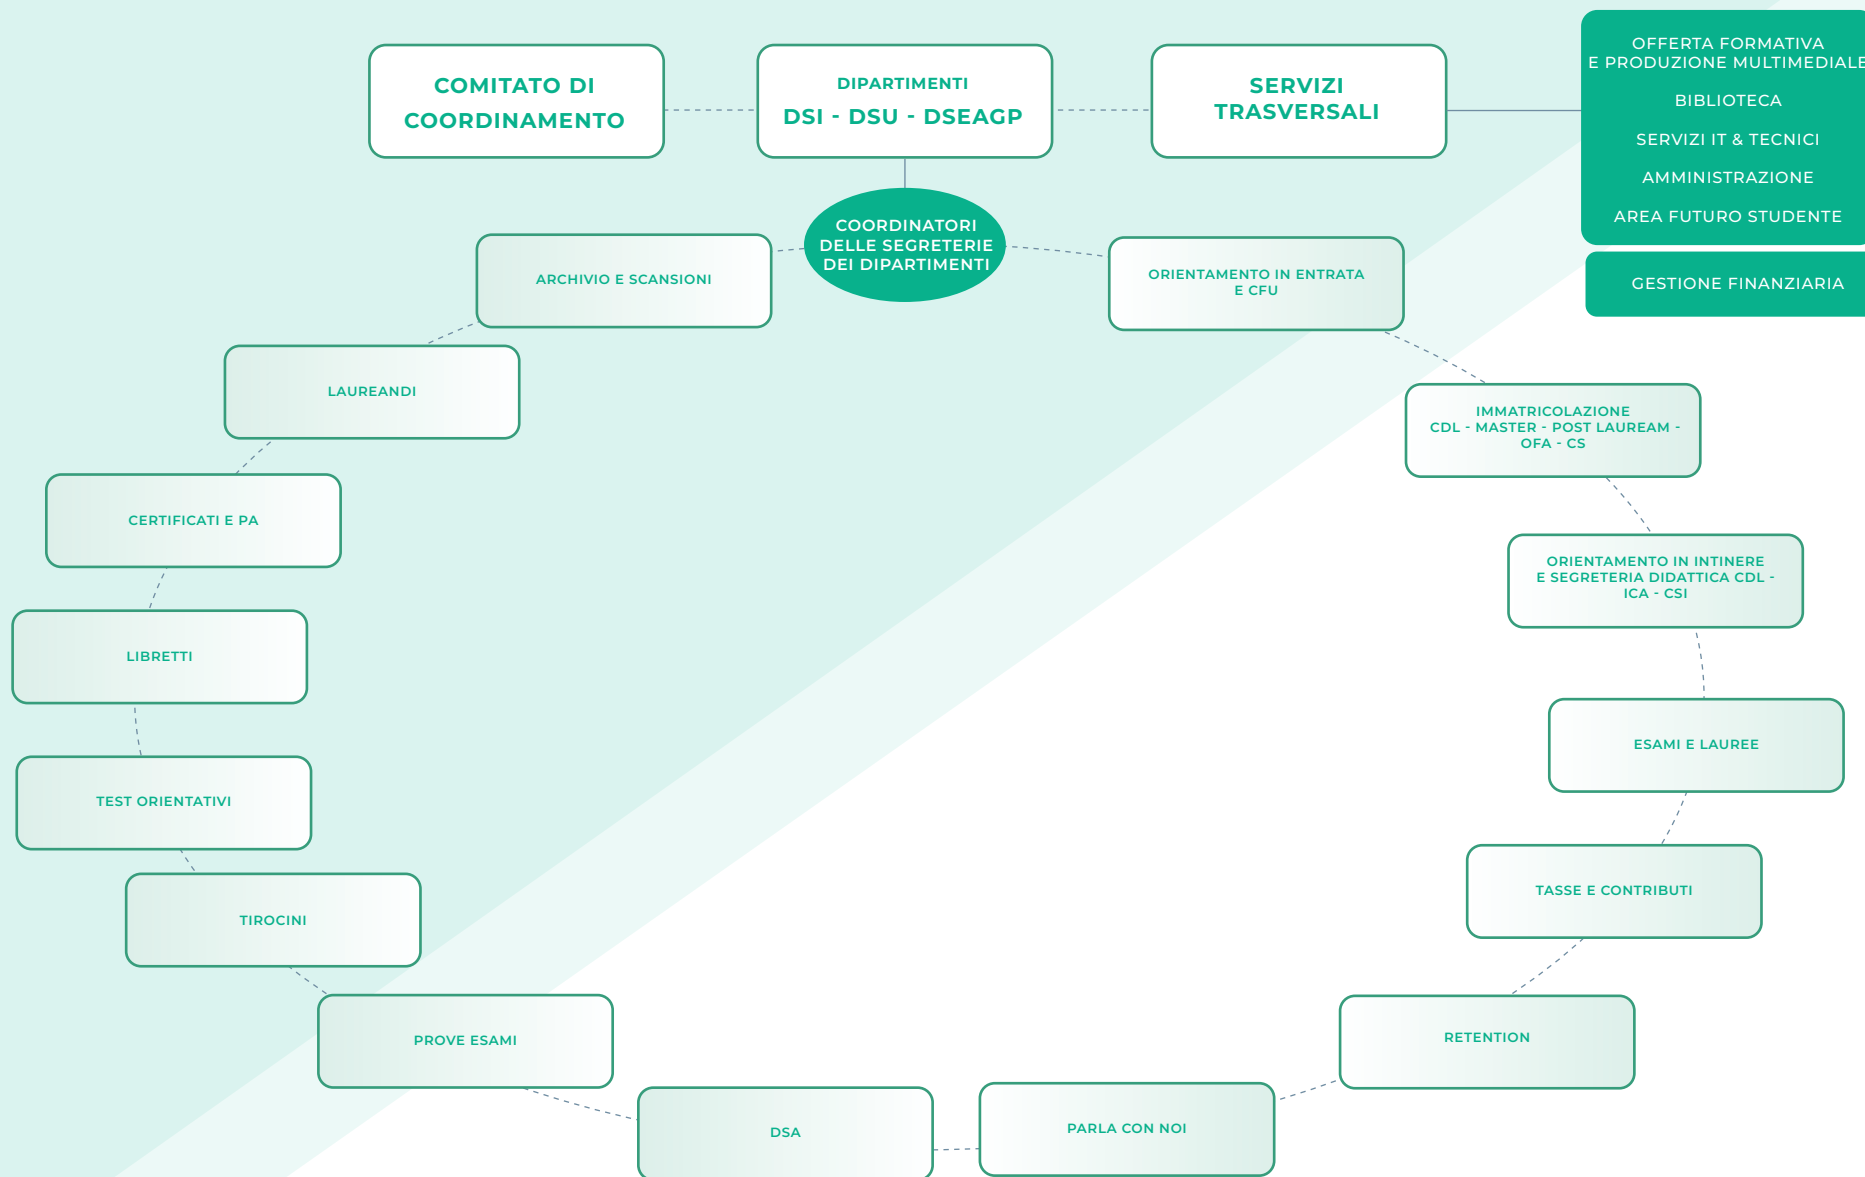 COMITATO DI
COORDINAMENTO
DIPARTIMENTI
DSI - DSU - DSEAGP
SERVIZI
TRASVERSALI
OFFERTA FORMATIVA
E PRODUZIONE MULTIMEDIALE
BIBLIOTECA
SERVIZI IT & TECNICI
AMMINISTRAZIONE
AREA FUTURO STUDENTE
GESTIONE FINANZIARIA
COORDINATORI
DELLE SEGRETERIE
DEI DIPARTIMENTI
ORIENTAMENTO IN ENTRATA
E CFU
IMMATRICOLAZIONE
CDL - MASTER - POST LAUREAM -
OFA - CS
ORIENTAMENTO IN INTINERE
E SEGRETERIA DIDATTICA CDL -
ICA - CSI
ESAMI E LAUREE
TASSE E CONTRIBUTI
RETENTION
PARLA CON NOI
DSA
PROVE ESAMI
TIROCINI
TEST ORIENTATIVI
LIBRETTI
CERTIFICATI E PA
LAUREANDI
ARCHIVIO E SCANSIONI